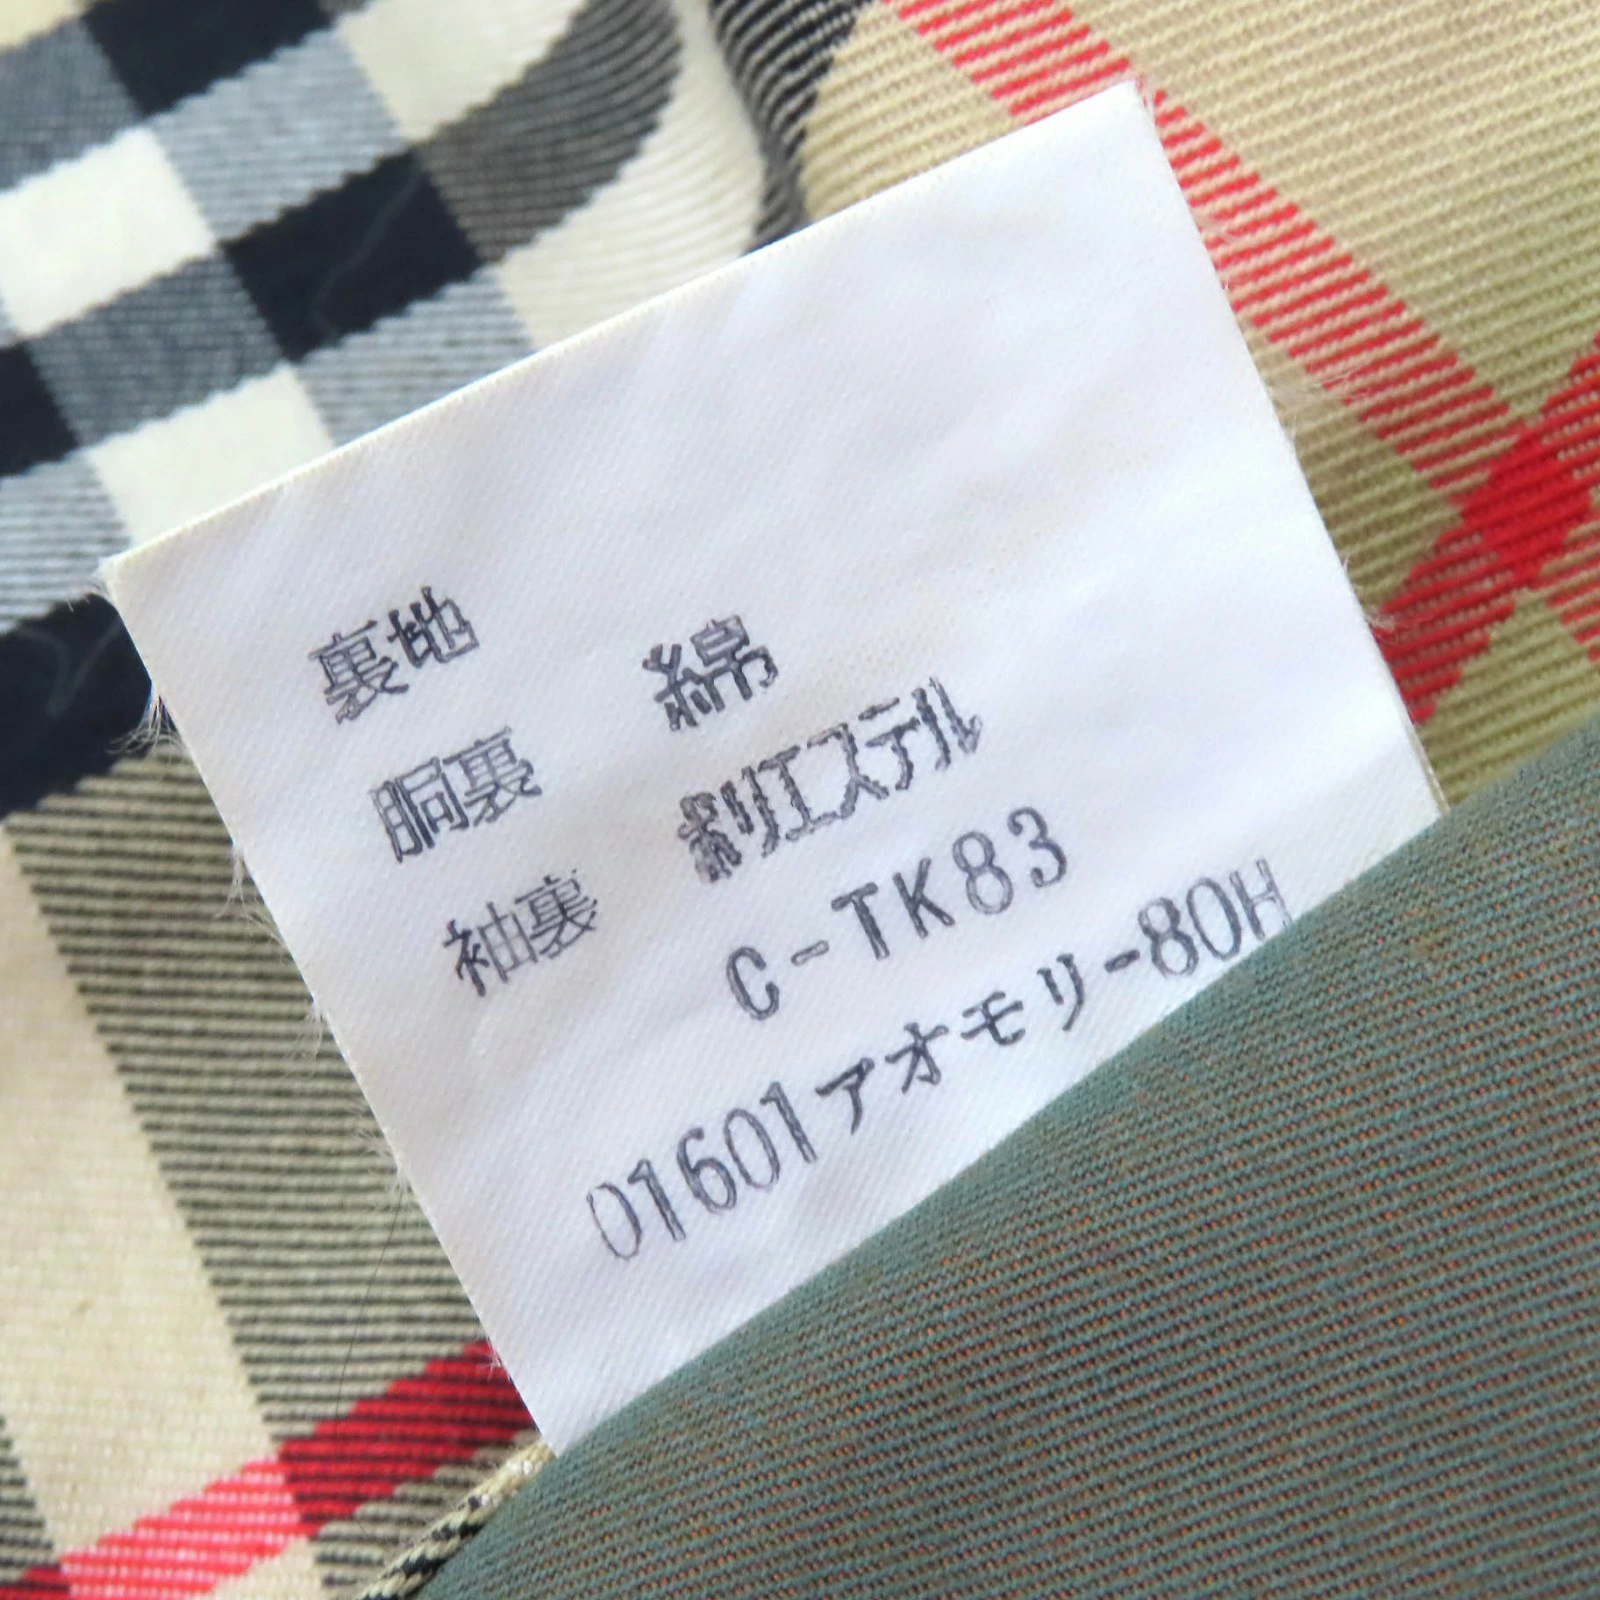 裏地
胴裏 綿
袖裏 ポリエステル
C-TK83
01601アオモリ-80H